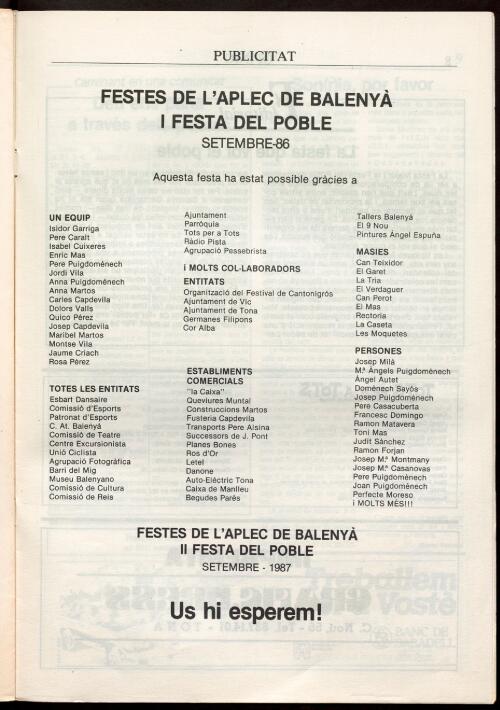 PUBLICITAT
FESTES DE L'APLEC DE BALENYÀ
I FESTA DEL POBLE
SETEMBRE-86
Aquesta festa ha estat possible gràcies a
UN EQUIP
Isidor Garriga
Pere Caralt
Isabel Cuixeres
Enric Mas
Pere Puigdomènech
Jordi Vila
Anna Puigdomènech
Anna Martos
Carles Capdevila
Dolors Valls
Quico Pérez
Josep Capdevila
Maribel Martos
Montse Vila
Jaume Criach
Rosa Pérez
TOTES LES ENTITATS
Esbart Dansaire
Comissió d'Esports
Patronat d'Esports
C. At. Balenyà
Comissió de Teatre
Centre Excursionista
Unió Ciclista
Agrupació Fotogràfica
Barri del Mig
Museu Balenyano
Comissió de Cultura
Comissió de Reis
Ajuntament
Parròquia
Tots per a Tots
Ràdio Pista
Agrupació Pessebrista
i MOLTS COL·LABORADORS
ENTITATS
Organització del Festival de Cantonigròs
Ajuntament de Vic
Ajuntament de Tona
Germanes Filipons
Cor Alba
ESTABLIMENTS
COMERCIALS
"la Caixa"
Queviures Muntal
Construccions Martos
Fusteria Capdevila
Transports Pere Alsina
Successors de J. Pont
Planes Bones
Ros d'Or
Letel
Danone
Auto-Elèctric Tona
Caixa de Manlleu
Begudes Parés
Tallers Balenyà
El 9 Nou
Pintures Àngel Espuña
MASIES
Can Teixidor
El Garet
La Tria
El Verdaguer
Can Perot
El Mas
Rectoria
La Caseta
Les Moquetes
PERSONES
Josep Milà
M.ª Àngels Puigdomènech
Àngel Autet
Domènech Sayós
Josep Puigdomènech
Pere Casacuberta
Francesc Domingo
Ramon Matavera
Toni Mas
Judit Sànchez
Ramon Forjan
Josep M.ª Montmany
Josep M.ª Casanovas
Pere Puigdomènech
Joan Puigdomènech
Perfecte Moreso
i MOLTS MÉS!!!
FESTES DE L'APLEC DE BALENYÀ
II FESTA DEL POBLE
SETEMBRE - 1987
Us hi esperem!